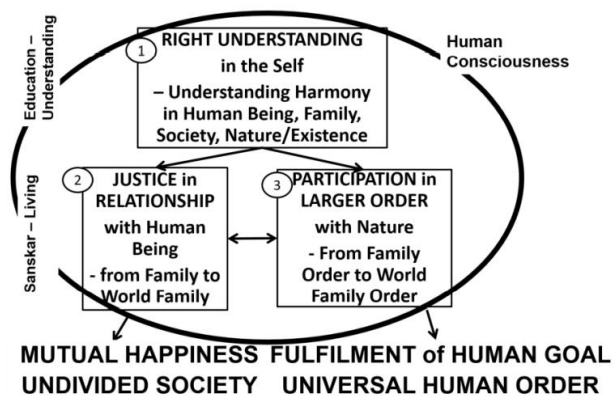 Education –
Understanding
Sanskar – Living
Human
Consciousness
1
RIGHT UNDERSTANDING
in the Self
– Understanding Harmony
in Human Being, Family,
Society, Nature/Existence
2
JUSTICE in
RELATIONSHIP
with Human
Being
- from Family to
World Family
3
PARTICIPATION in
LARGER ORDER
with Nature
- From Family
Order to World
Family Order
MUTUAL HAPPINESS FULFILMENT of HUMAN GOAL
UNDIVIDED SOCIETY UNIVERSAL HUMAN ORDER